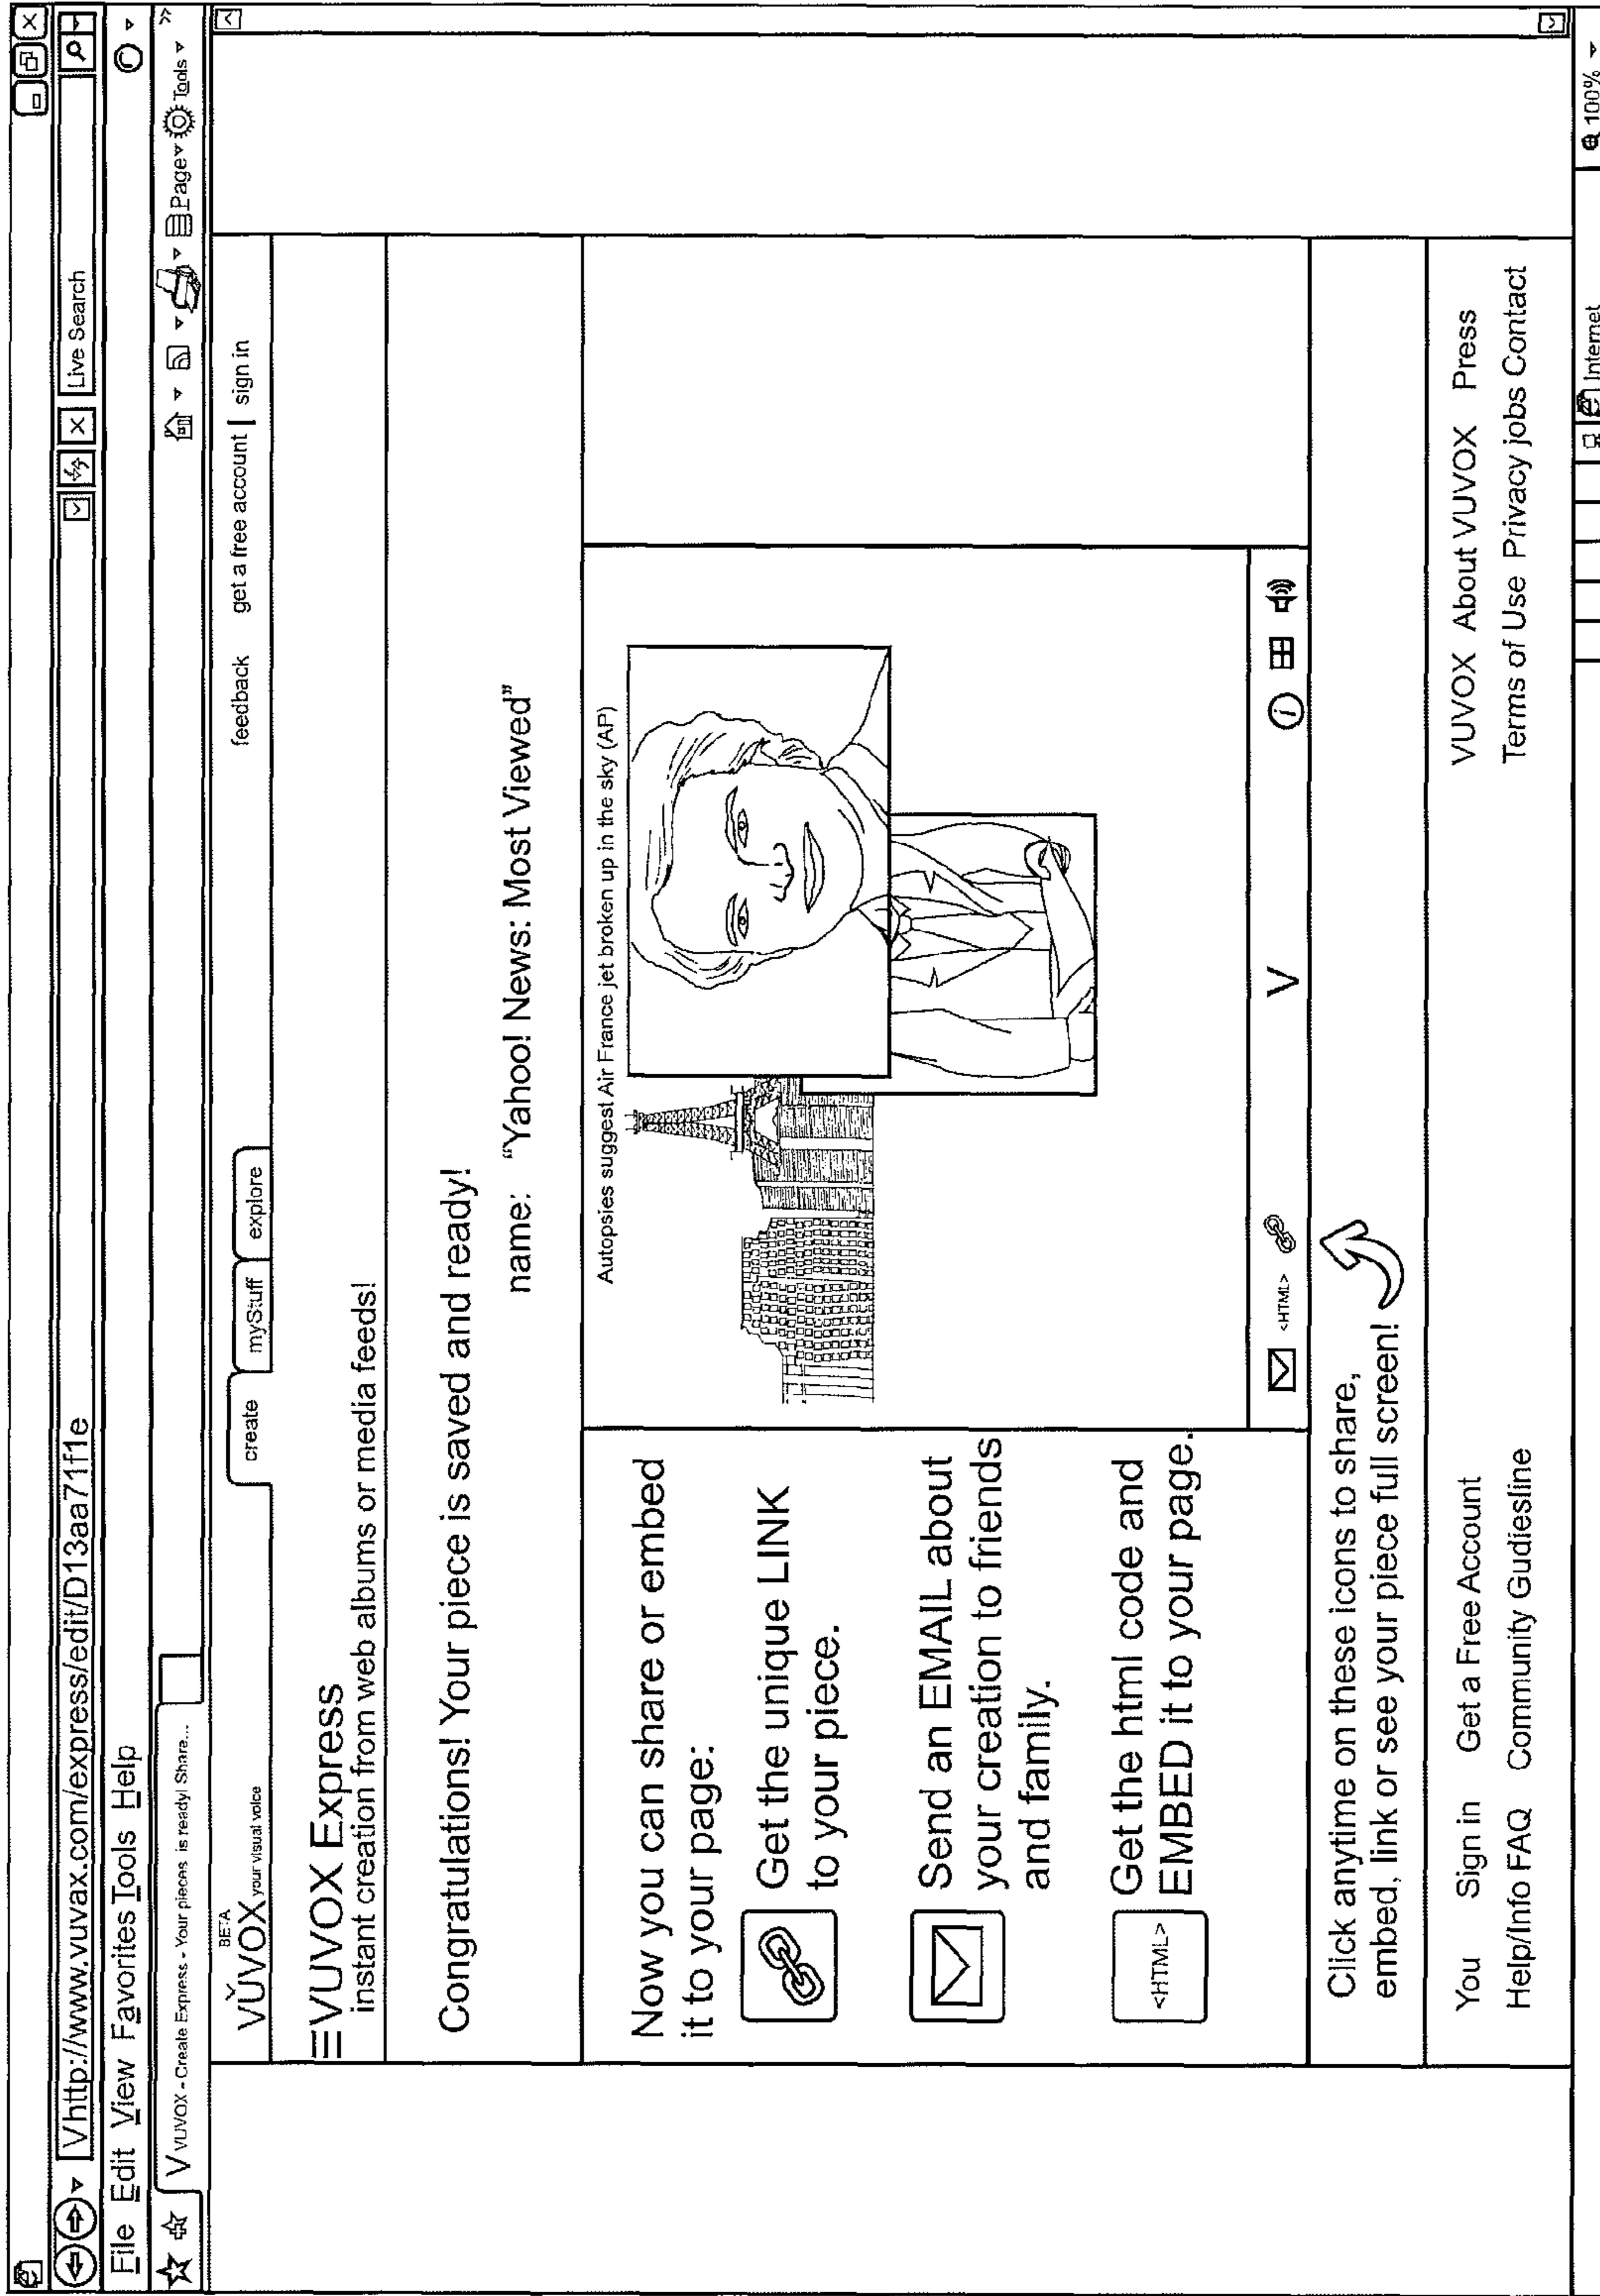 V http://www.vuvax.com/express/edit/D13aa71f1e
Live Search
File Edit View Favorites Tools Help
V VUVOX - Create Express - Your pieces is ready! Share...
Page Tools »
BETA
VUVOX your visual voice
create
myStuff
explore
feedback get a free account | sign in
VUVOX Express
instant creation from web albums or media feeds!
Congratulations! Your piece is saved and ready!
name: “Yahoo! News: Most Viewed”
Now you can share or embed
it to your page:
Get the unique LINK
to your piece.
Send an EMAIL about
your creation to friends
and family.
<HTML>
Get the html code and
EMBED it to your page.
Autopsies suggest Air France jet broken up in the sky (AP)
<HTML>
V
i
Click anytime on these icons to share,
embed, link or see your piece full screen!
You Sign in Get a Free Account
Help/Info FAQ Community Gudiesline
VUVOX About VUVOX Press
Terms of Use Privacy jobs Contact
Internet
100%